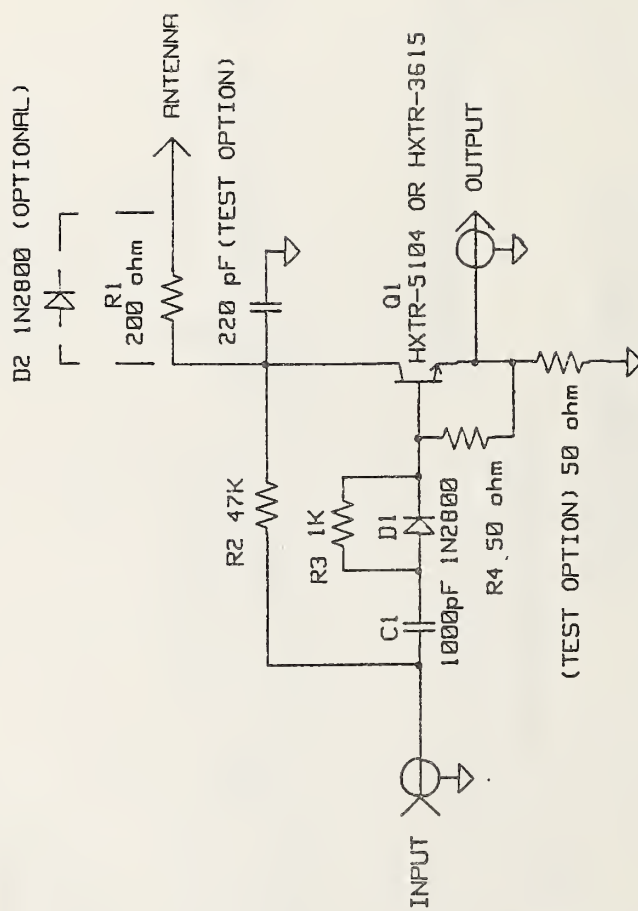 D2 1N2800 (OPTIONAL)
R1
200 ohm
ANTENNA
220 pF (TEST OPTION)
R2 47K
R3 1K
Q1
HXTR-5104 OR HXTR-3615
D1
1N2800
C1
1000pF
INPUT
OUTPUT
R4 50 ohm
(TEST OPTION) 50 ohm